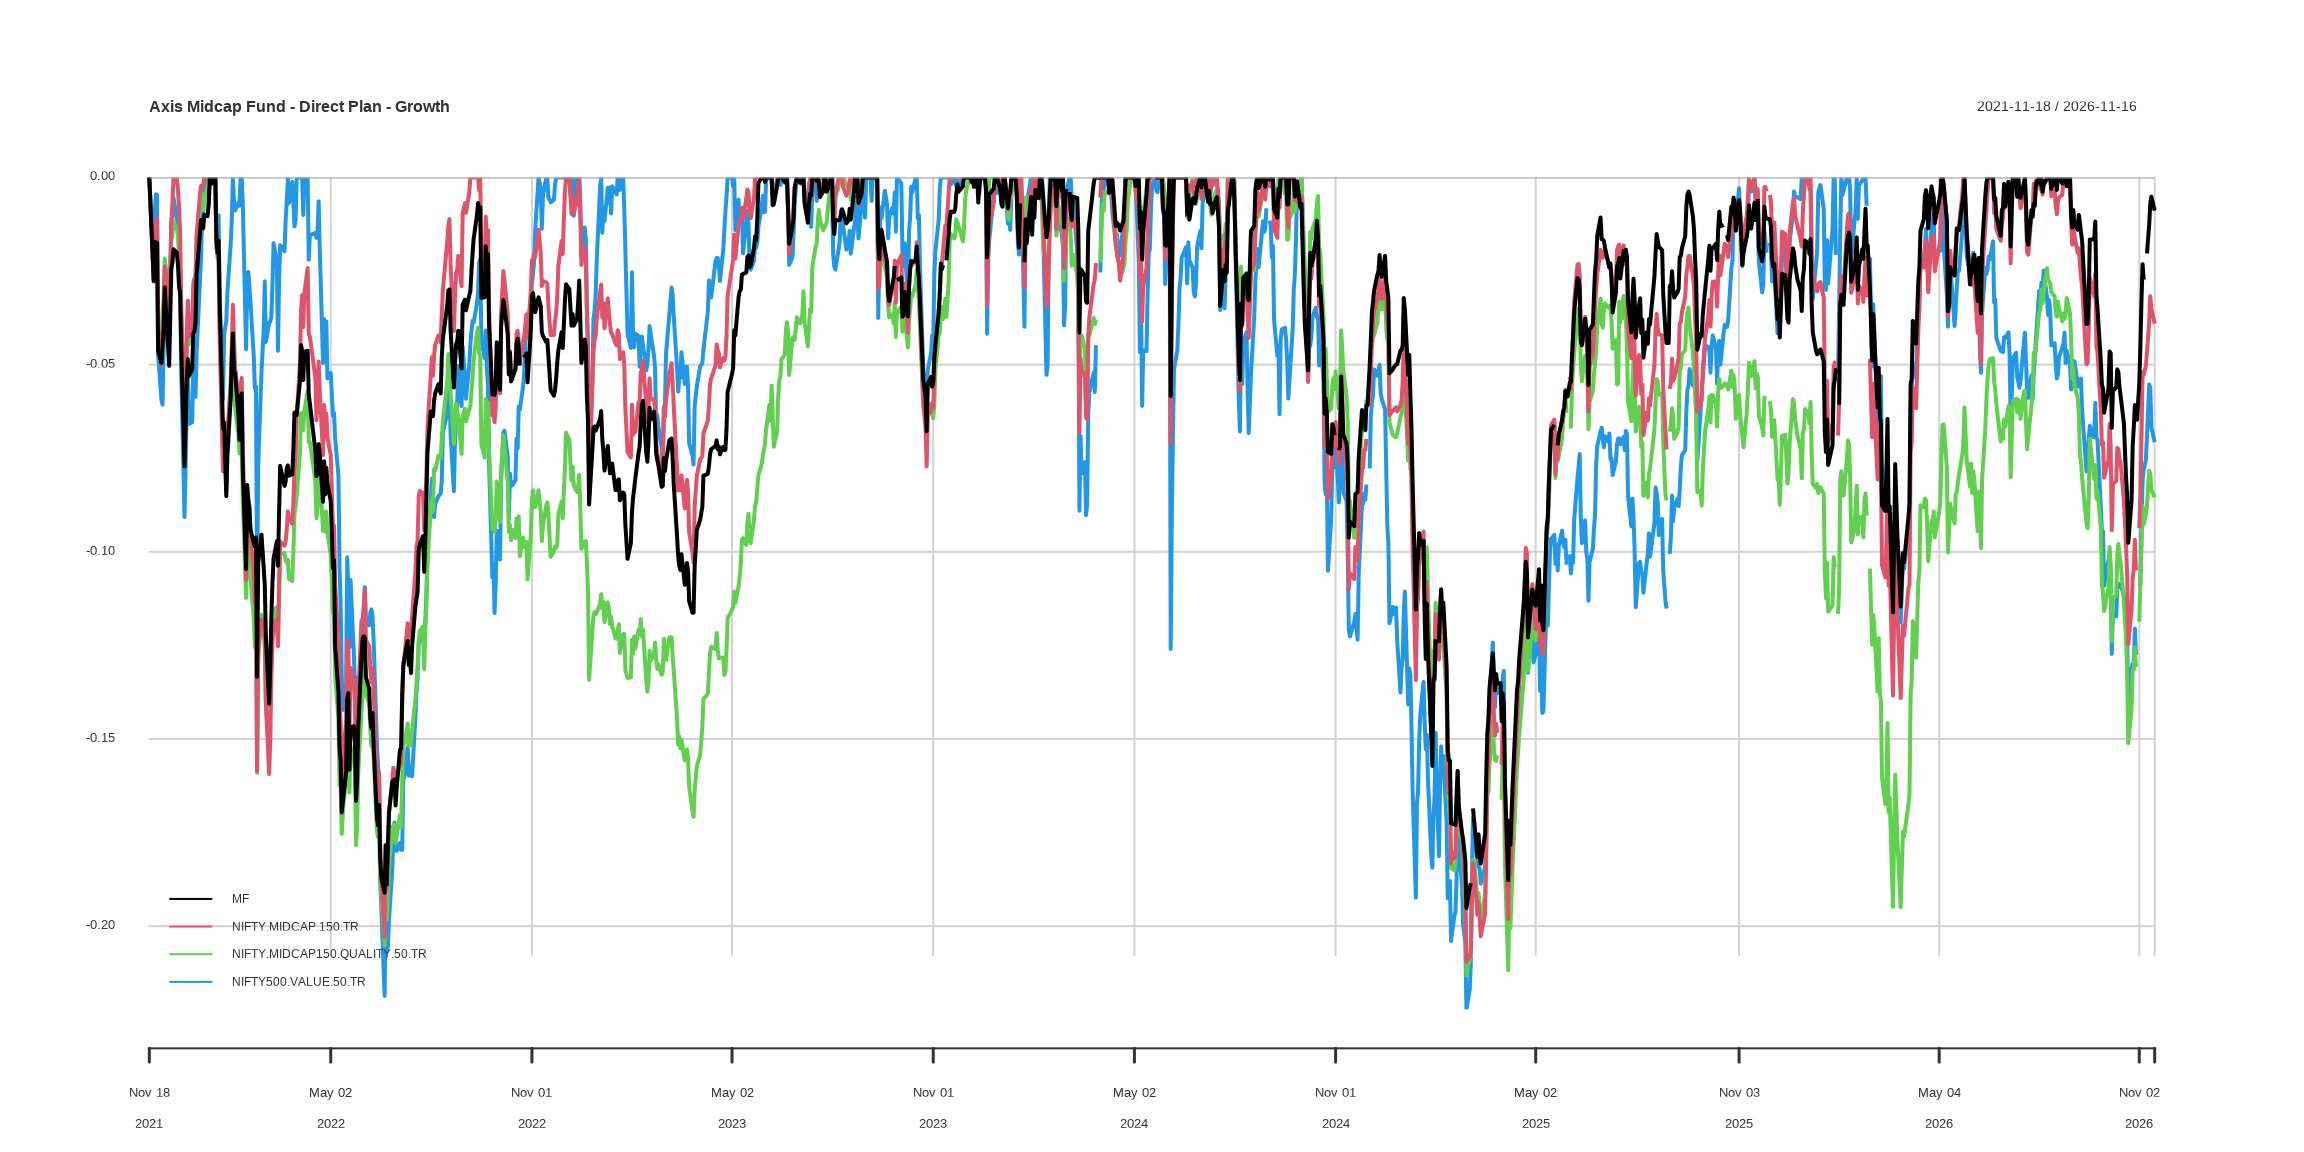 Axis Midcap Fund - Direct Plan - Growth
2021-11-18 / 2026-11-16
0.00
-0.05
-0.10
-0.15
-0.20
MF
NIFTY.MIDCAP.150.TR
NIFTY.MIDCAP150.QUALITY.50.TR
NIFTY500.VALUE.50.TR
Nov 18 May 02 Nov 01 May 02 Nov 01 May 02 Nov 01 May 02 Nov 03 May 04 Nov 02
2021 2022 2022 2023 2023 2024 2024 2025 2025 2026 2026